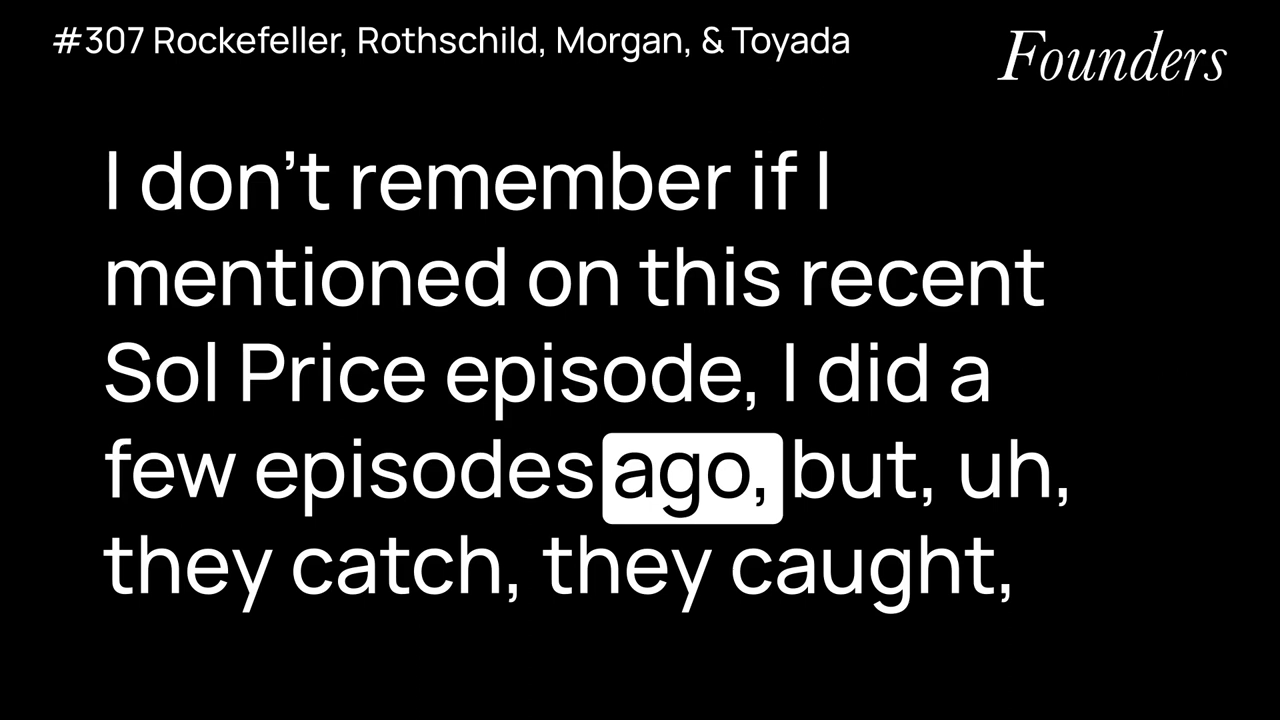 #307 Rockefeller, Rothschild, Morgan, & Toyada
Founders
I don’t remember if I
mentioned on this recent
Sol Price episode, I did a
few episodes ago, but, uh,
they catch, they caught,